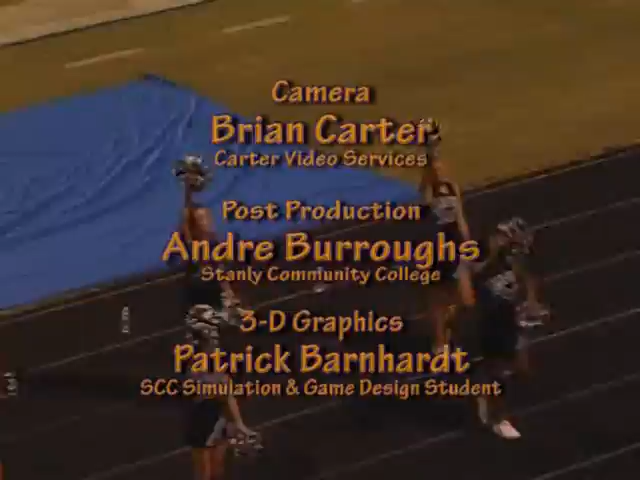 Camera
Brian Carter
Carter Video Services
Post Production
Andre Burroughs
Stanly Community College
3-D Graphics
Patrick Barnhardt
SCC Simulation & Game Design Student